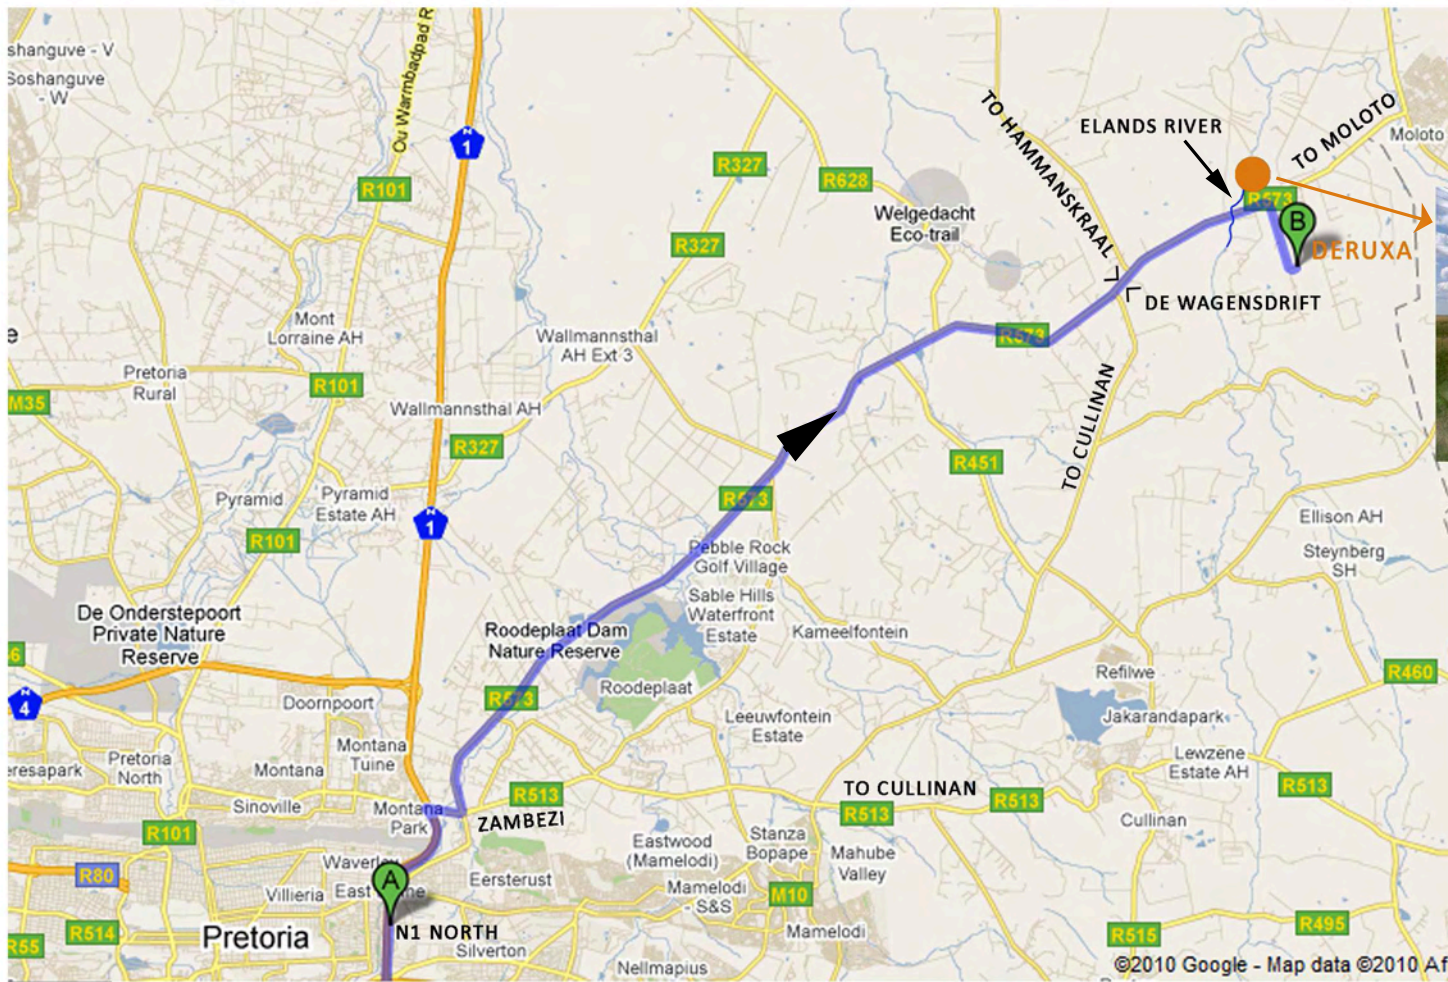 shanguve - V
Soshanguve
- W
Ou Warmbadpad R
N
1
R101
R327
R628
R327
Welgedacht
Eco-trail
TO HAMMANSKRAAL
ELANDS RIVER
TO MOLOTO
Moloto
R573
B
DERUXA
DE WAGENSDRIFT
R573
TO CULLINAN
e
Mont
Lorraine AH
Wallmannsthal
AH Ext 3
Pretoria
Rural
R101
M35
Wallmannsthal AH
R327
R451
Pyramid
Pyramid
Estate AH
R101
N
1
R573
Ellison AH
Steynberg
SH
Pebble Rock
Golf Village
Sable Hills
Waterfront
Estate
De Onderstepoort
Private Nature
Reserve
Roodeplaat Dam
Nature Reserve
Kameelfontein
6
N
4
Doornpoort
R573
Roodeplaat
Refilwe
R460
Leeuwfontein
Estate
Jakarandapark
Montana
Tuine
Pretoria
North
eresapark
Montana
Lewzene
Estate AH
R513
TO CULLINAN
R513
R513
R513
Sinoville
Montana
Park
ZAMBEZI
Cullinan
R101
Eastwood
(Mamelodi)
Stanza
Bopape
Mahube
Valley
Waverley
R80
A
Villieria
East
ne
Eersterust
Mamelodi
- S&S
M10
R55
R514
Pretoria
N1 NORTH
Silverton
Mamelodi
R515
R495
Nellmapius
©2010 Google - Map data ©2010 Af